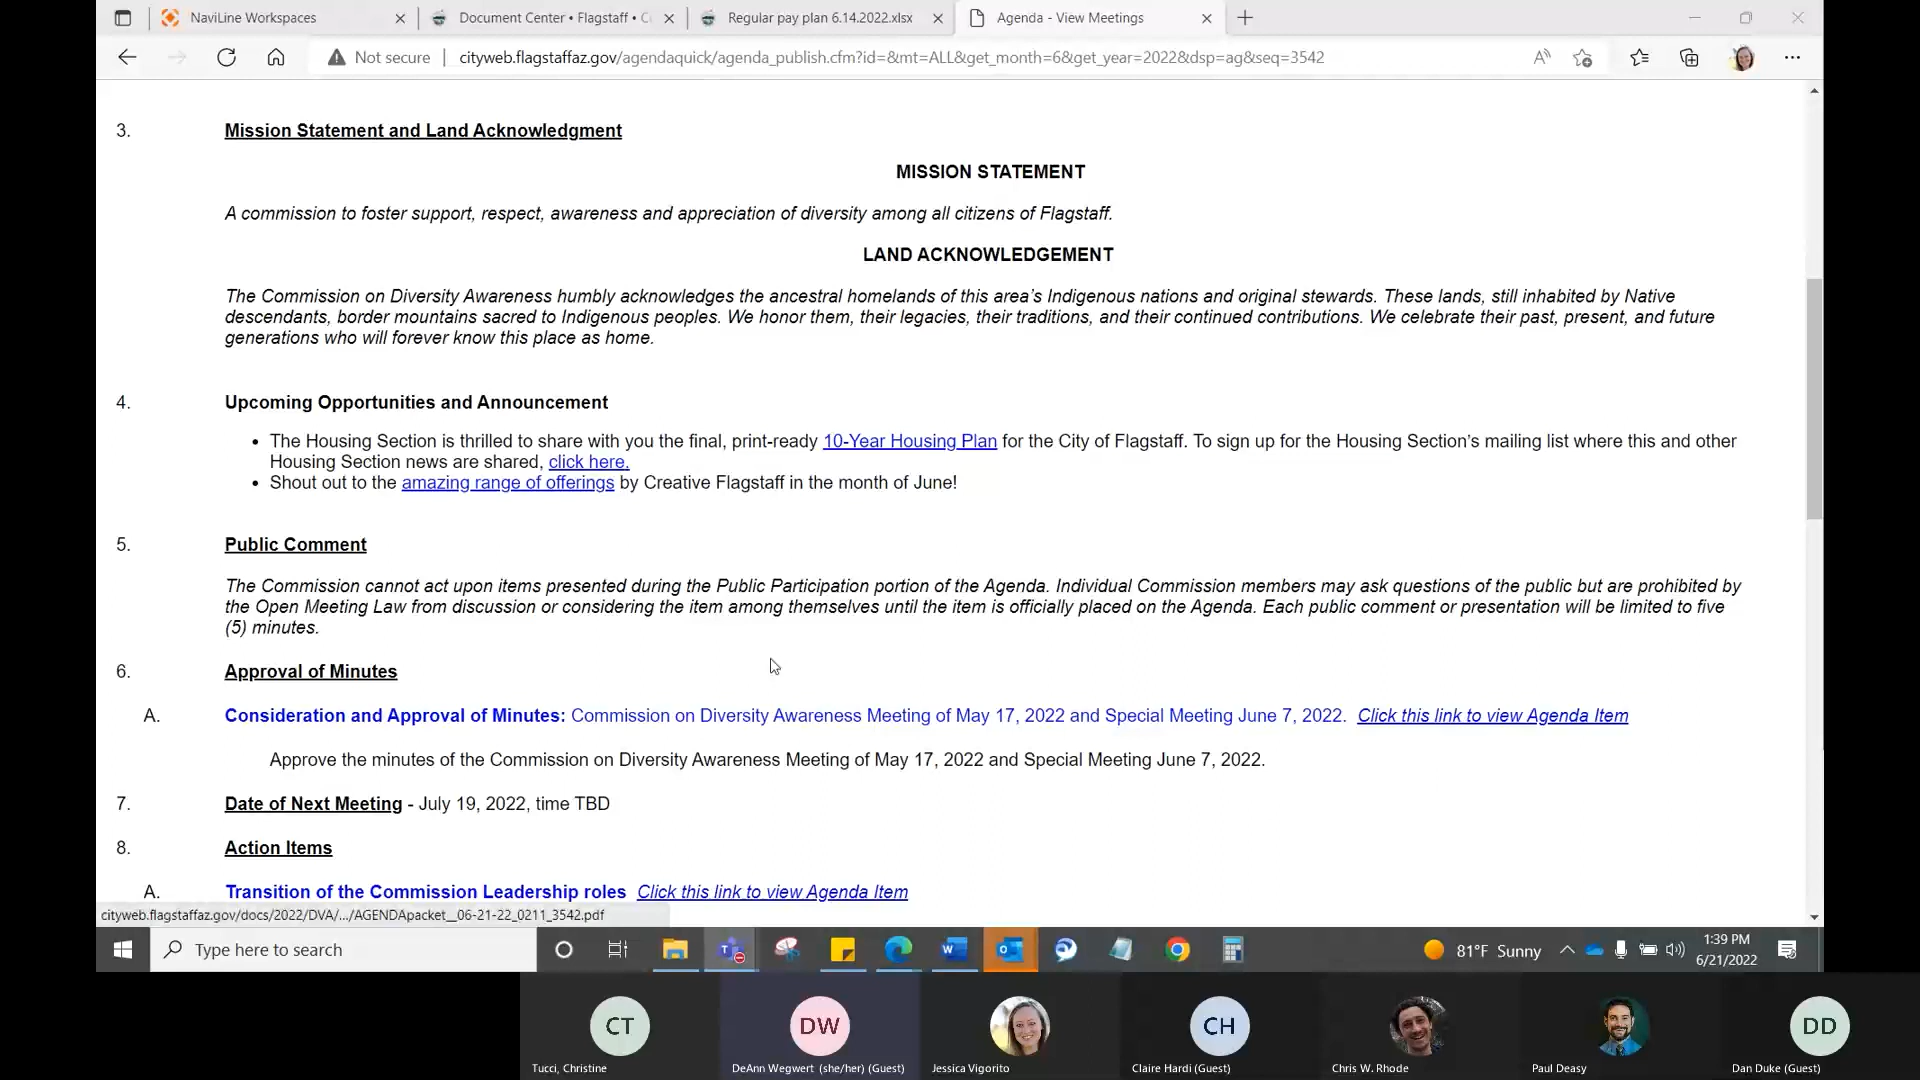 NaviLine Workspaces
Document Center • Flagstaff • C
Regular pay plan 6.14.2022.xlsx
Agenda - View Meetings
Not secure
cityweb.flagstaffaz.gov/agendaquick/agenda_publish.cfm?id=&mt=ALL&get_month=6&get_year=2022&dsp=ag&seq=3542
3. Mission Statement and Land Acknowledgment
MISSION STATEMENT
A commission to foster support, respect, awareness and appreciation of diversity among all citizens of Flagstaff.
LAND ACKNOWLEDGEMENT
The Commission on Diversity Awareness humbly acknowledges the ancestral homelands of this area's Indigenous nations and original stewards. These lands, still inhabited by Native
descendants, border mountains sacred to Indigenous peoples. We honor them, their legacies, their traditions, and their continued contributions. We celebrate their past, present, and future
generations who will forever know this place as home.
4. Upcoming Opportunities and Announcement
• The Housing Section is thrilled to share with you the final, print-ready 10-Year Housing Plan for the City of Flagstaff. To sign up for the Housing Section's mailing list where this and other
Housing Section news are shared, click here.
• Shout out to the amazing range of offerings by Creative Flagstaff in the month of June!
5. Public Comment
The Commission cannot act upon items presented during the Public Participation portion of the Agenda. Individual Commission members may ask questions of the public but are prohibited by
the Open Meeting Law from discussion or considering the item among themselves until the item is officially placed on the Agenda. Each public comment or presentation will be limited to five
(5) minutes.
6. Approval of Minutes
A. Consideration and Approval of Minutes: Commission on Diversity Awareness Meeting of May 17, 2022 and Special Meeting June 7, 2022. Click this link to view Agenda Item
Approve the minutes of the Commission on Diversity Awareness Meeting of May 17, 2022 and Special Meeting June 7, 2022.
7. Date of Next Meeting - July 19, 2022, time TBD
8. Action Items
A. Transition of the Commission Leadership roles Click this link to view Agenda Item
cityweb.flagstaffaz.gov/docs/2022/DVA/.../AGENDApacket__06-21-22_0211_3542.pdf
Type here to search
81°F Sunny
1:39 PM
6/21/2022
CT
DW
CH
DD
Tucci, Christine
DeAnn Wegwert (she/her) (Guest)
Jessica Vigorito
Claire Hardi (Guest)
Chris W. Rhode
Paul Deasy
Dan Duke (Guest)